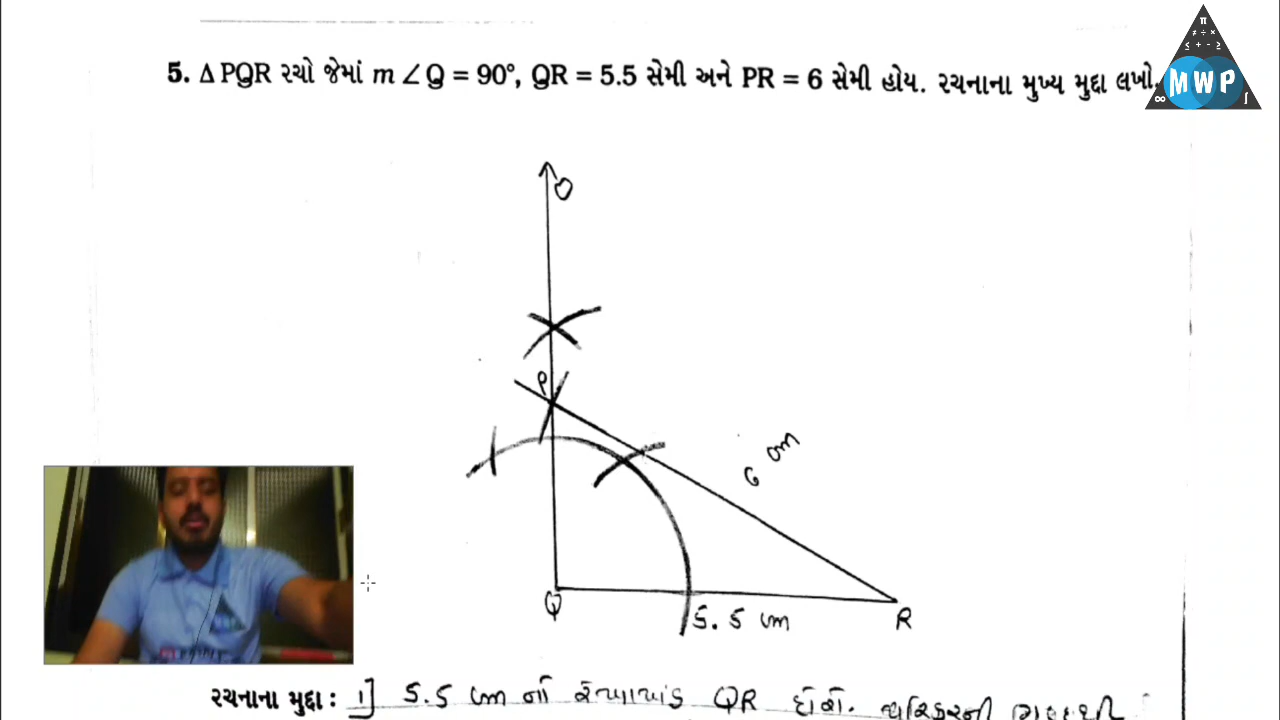 5. Δ PQR રચો જેમાં m ∠Q = 90°, QR = 5.5 સેમી અને PR = 6 સેમી હોય. રચનાના મુખ્ય મુદ્દા લખો.
π
≠ ÷ ×
≤ + - ≥
MWP
∞ ∫
O
P
6 cm
Q
5.5 cm
R
રચનાના મુદ્દા : 1] 5.5 cm નો રેખાખંડ QR દોરો.